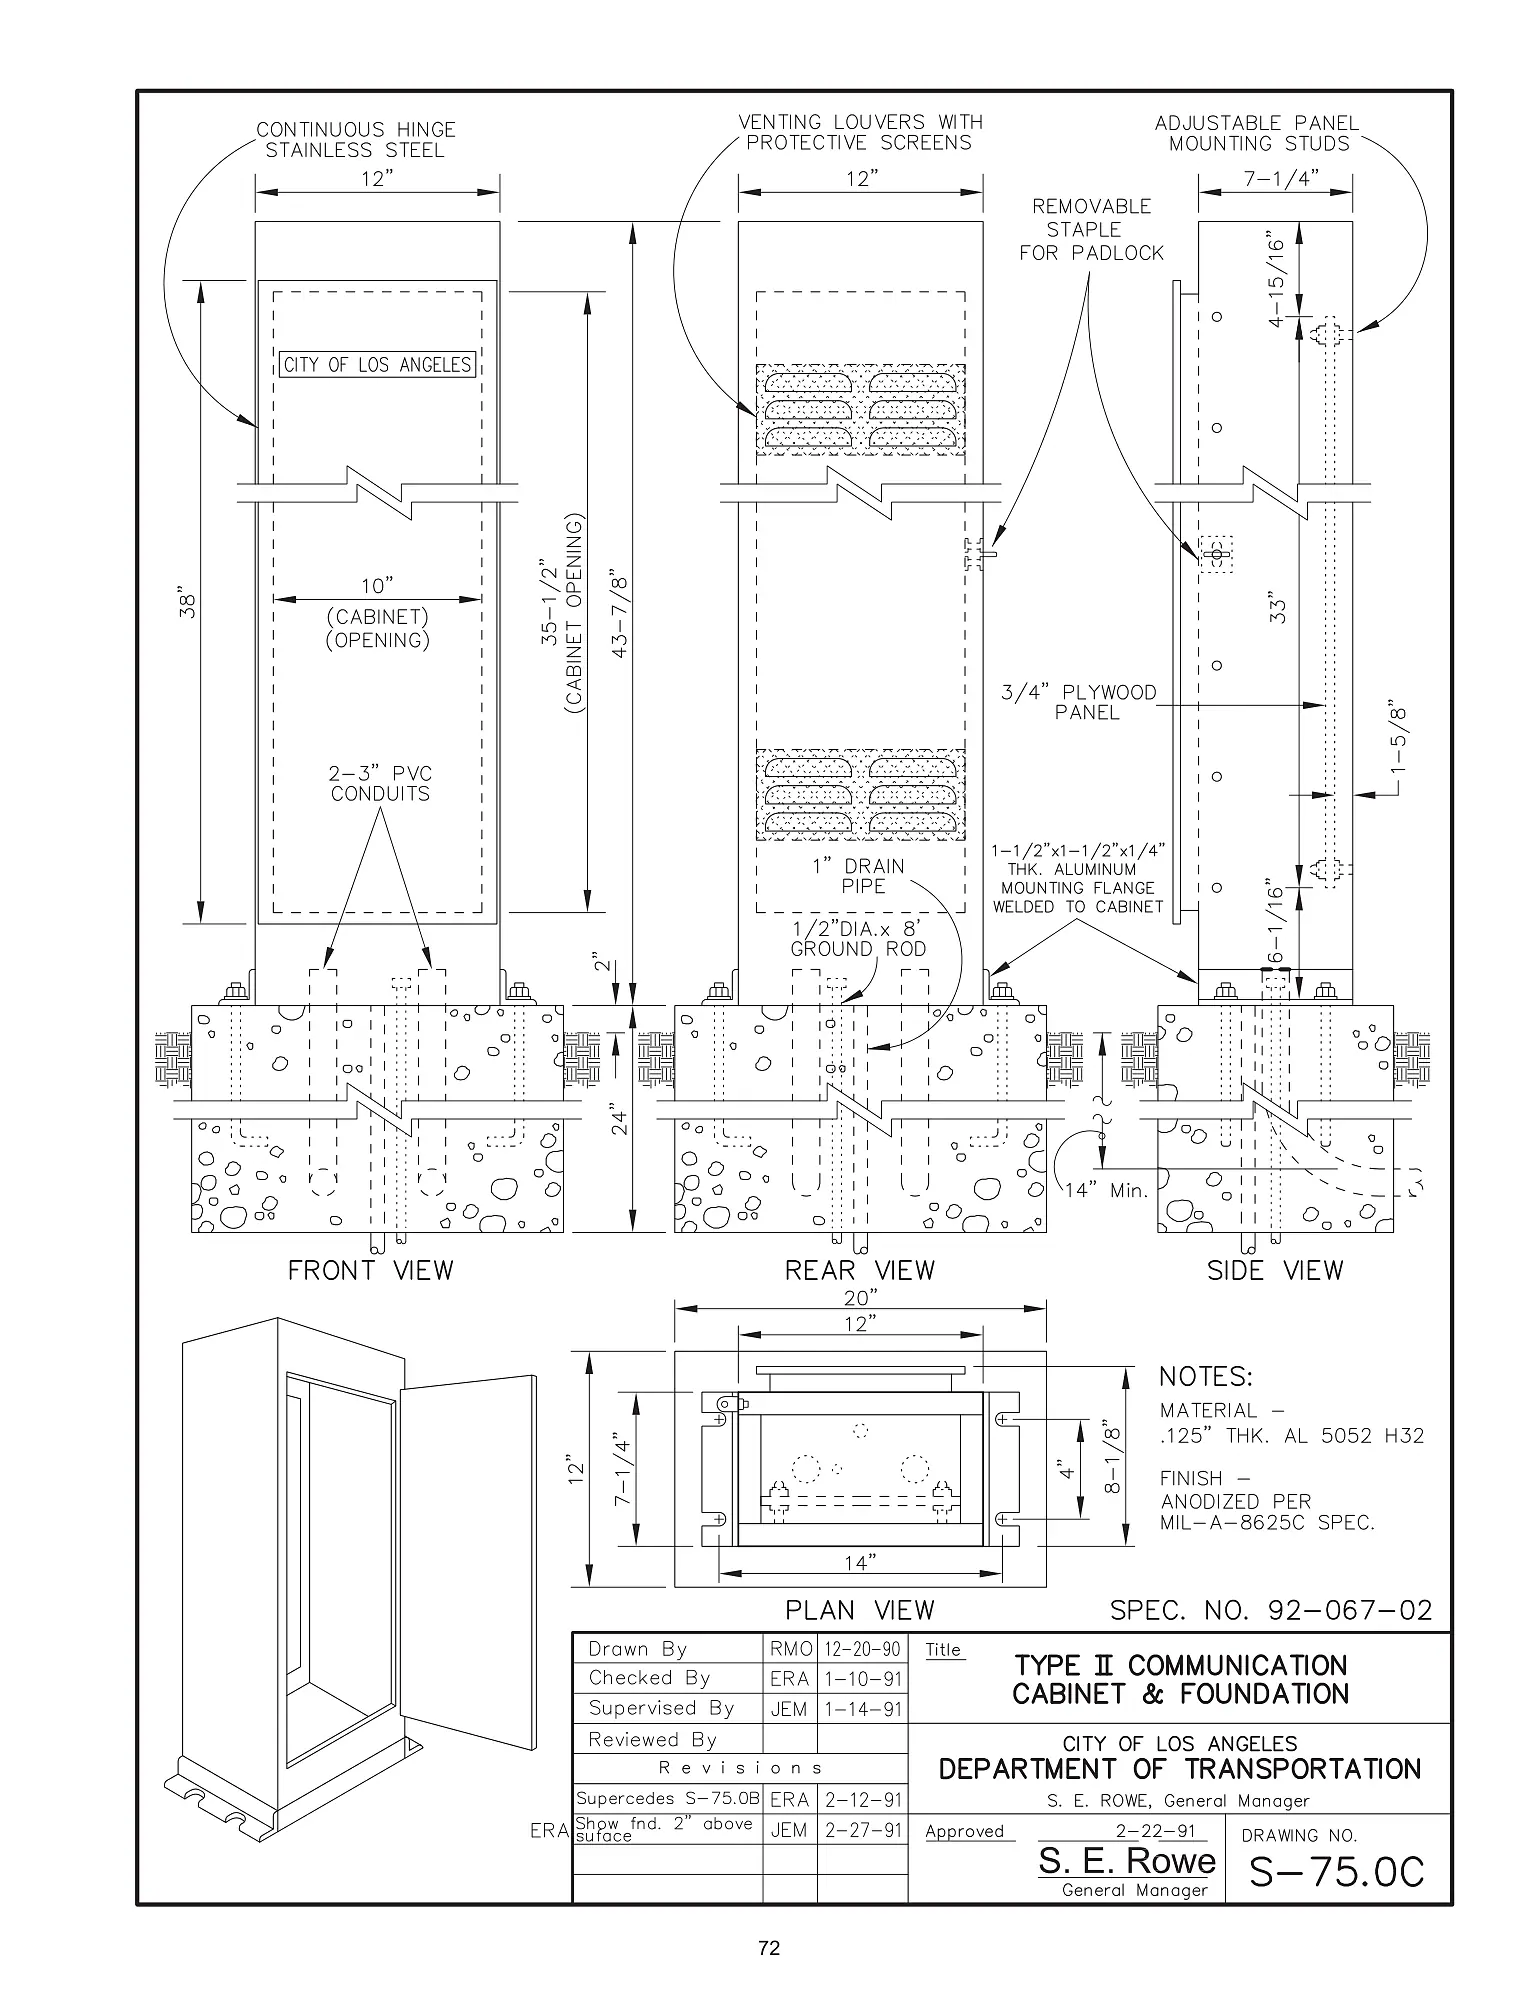 CONTINUOUS HINGE
STAINLESS STEEL
12"
VENTING LOUVERS WITH
PROTECTIVE SCREENS
12"
ADJUSTABLE PANEL
MOUNTING STUDS
7-1/4"
REMOVABLE
STAPLE
FOR PADLOCK
4-15/16"
CITY OF LOS ANGELES
38"
10"
(CABINET)
(OPENING)
35-1/2"
(CABINET OPENING)
43-7/8"
33"
3/4" PLYWOOD
PANEL
1-5/8"
2-3" PVC
CONDUITS
1" DRAIN
PIPE
1-1/2"x1-1/2"x1/4"
THK. ALUMINUM
MOUNTING FLANGE
WELDED TO CABINET
6-1/16"
1/2"DIA.x 8'
GROUND ROD
2"
24"
14" Min.
FRONT VIEW
REAR VIEW
SIDE VIEW
20"
12"
12"
7-1/4"
4"
8-1/8"
14"
PLAN VIEW
NOTES:
MATERIAL -
.125" THK. AL 5052 H32
FINISH -
ANODIZED PER
MIL-A-8625C SPEC.
SPEC. NO. 92-067-02
Drawn By RMO 12-20-90
Checked By ERA 1-10-91
Supervised By JEM 1-14-91
Reviewed By
Revisions
Supercedes S-75.0B ERA 2-12-91
ERA Show fnd. 2" above
suface JEM 2-27-91
Title
TYPE II COMMUNICATION
CABINET & FOUNDATION
CITY OF LOS ANGELES
DEPARTMENT OF TRANSPORTATION
S. E. ROWE, General Manager
Approved 2-22-91
S. E. Rowe
General Manager
DRAWING NO.
S-75.0C
72